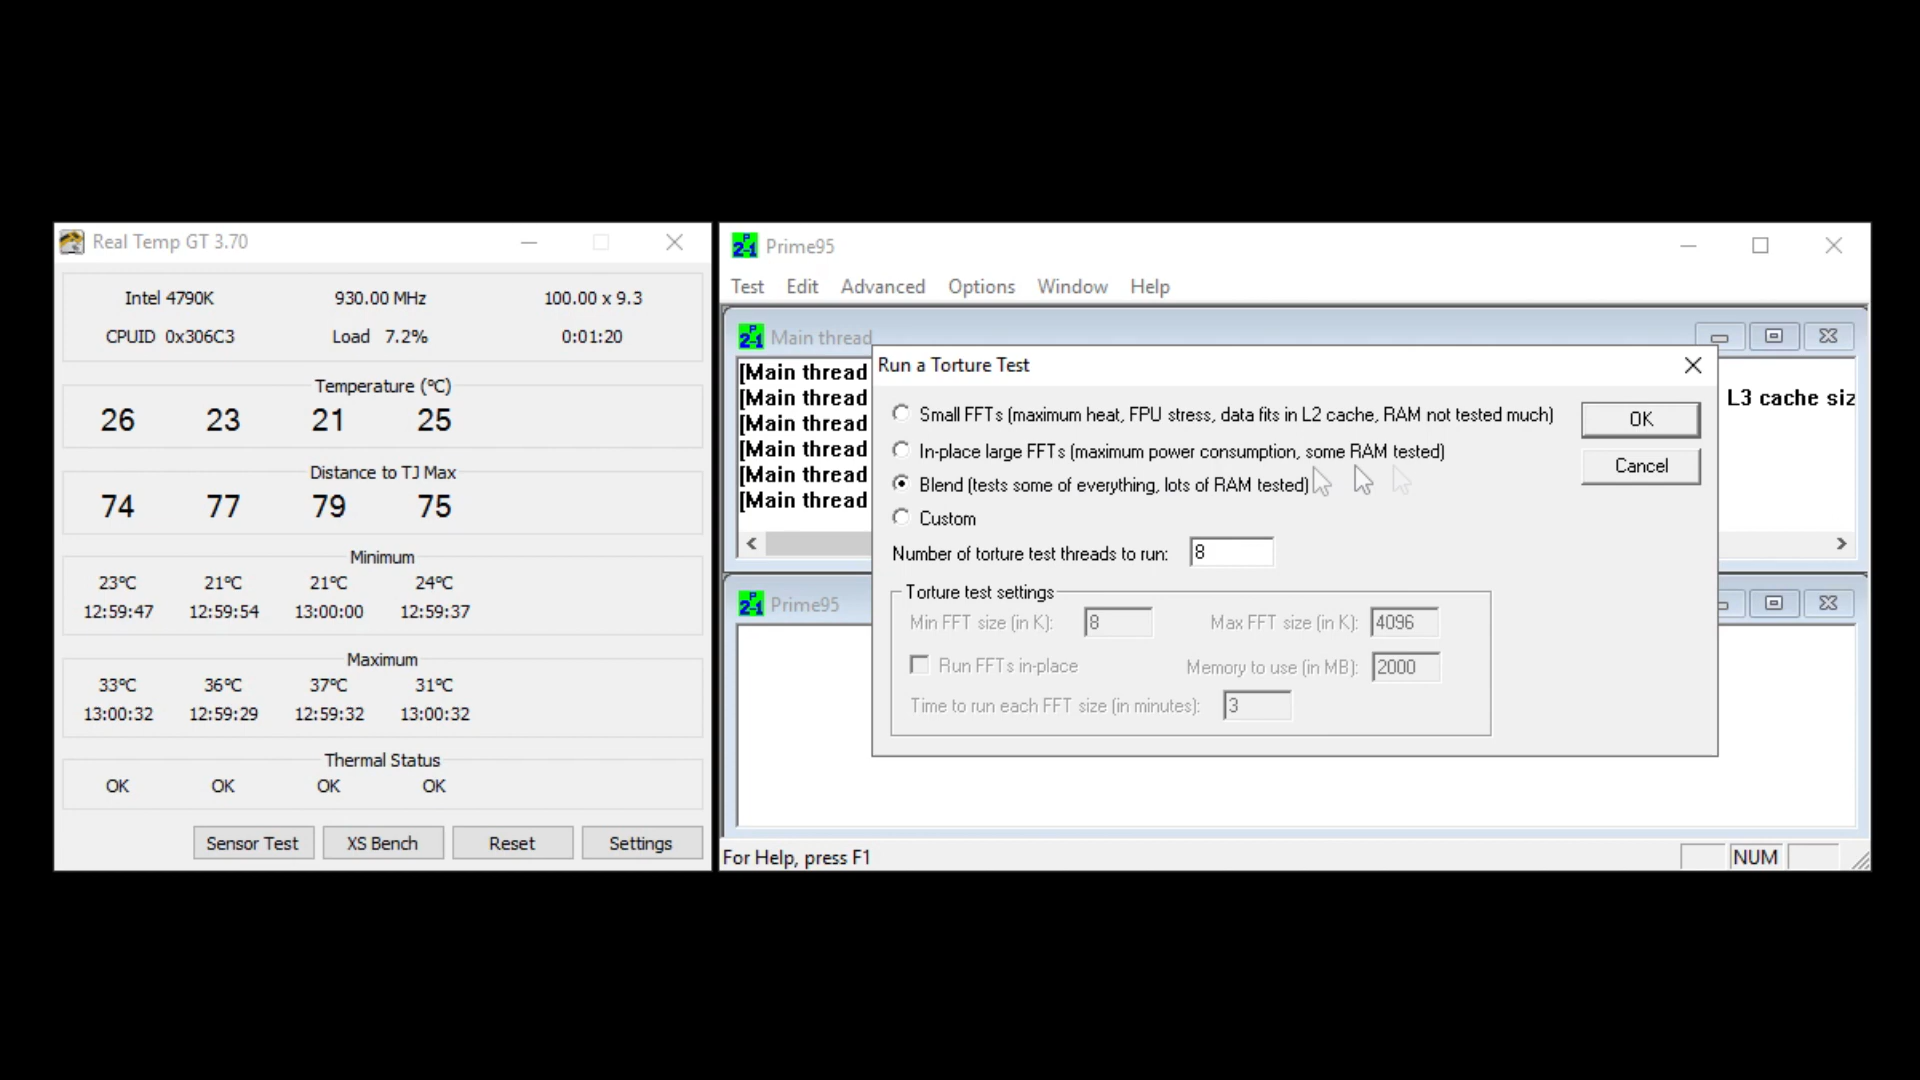 Real Temp GT 3.70
Intel 4790K 930.00 MHz 100.00 x 9.3
CPUID 0x306C3 Load 7.2% 0:01:20
Temperature (°C)
26 23 21 25
Distance to TJ Max
74 77 79 75
Minimum
23°C 21°C 21°C 24°C
12:59:47 12:59:54 13:00:00 12:59:37
Maximum
33°C 36°C 37°C 31°C
13:00:32 12:59:29 12:59:32 13:00:32
Thermal Status
OK OK OK OK
Sensor Test XS Bench Reset Settings
Prime95
Test Edit Advanced Options Window Help
Main thread
[Main thread
[Main thread L3 cache siz
[Main thread
[Main thread
[Main thread
[Main thread
Run a Torture Test
Small FFTs (maximum heat, FPU stress, data fits in L2 cache, RAM not tested much)
In-place large FFTs (maximum power consumption, some RAM tested)
Blend (tests some of everything, lots of RAM tested)
Custom
OK
Cancel
Number of torture test threads to run: 8
Torture test settings
Min FFT size (in K): 8 Max FFT size (in K): 4096
Run FFTs in-place Memory to use (in MB): 2000
Time to run each FFT size (in minutes): 3
Prime95
For Help, press F1
NUM